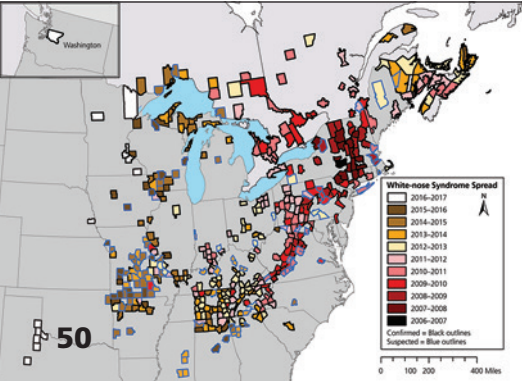 Washington
White-nose Syndrome Spread
N
2016–2017
2015–2016
2014–2015
2013–2014
2012–2013
2011–2012
2010–2011
2009–2010
2008–2009
2007–2008
2006–2007
Confirmed = Black outlines
Suspected = Blue outlines
0 100 200 400 Miles
50